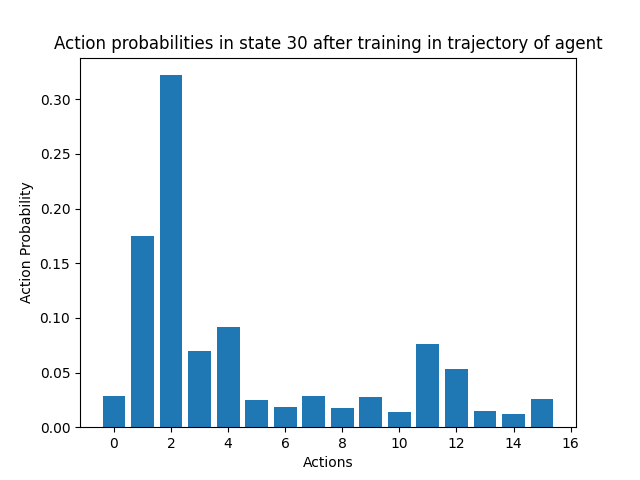 Action probabilities in state 30 after training in trajectory of agent
0.30
0.25
0.20
0.15
0.10
0.05
0.00
Action Probability
0 2 4 6 8 10 12 14 16
Actions